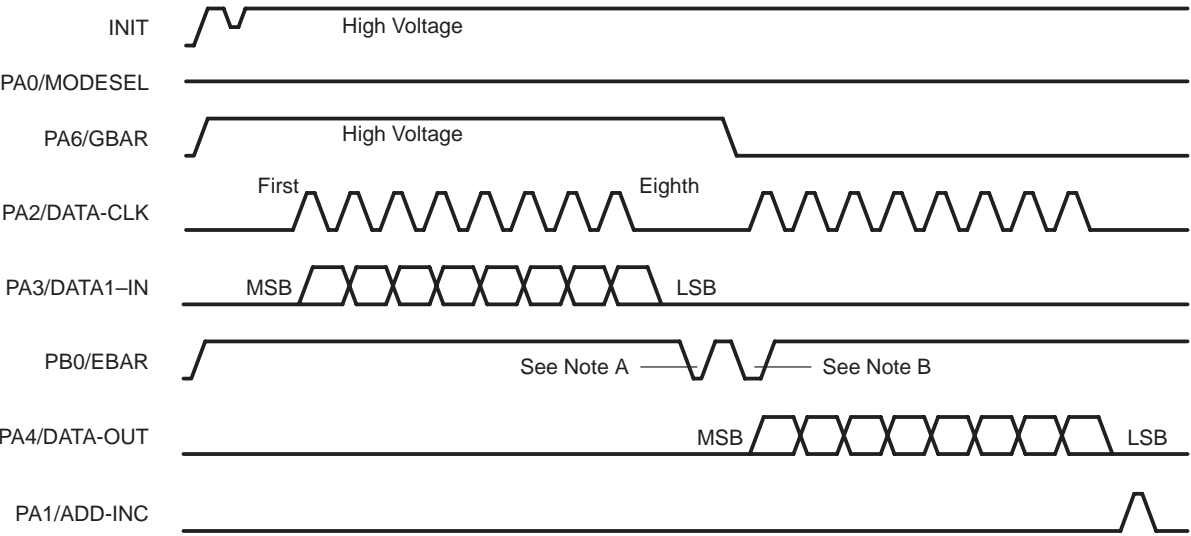 INIT High Voltage
PA0/MODESEL
PA6/GBAR High Voltage
First Eighth
PA2/DATA-CLK
PA3/DATA1–IN MSB LSB
PB0/EBAR See Note A See Note B
PA4/DATA-OUT MSB LSB
PA1/ADD-INC